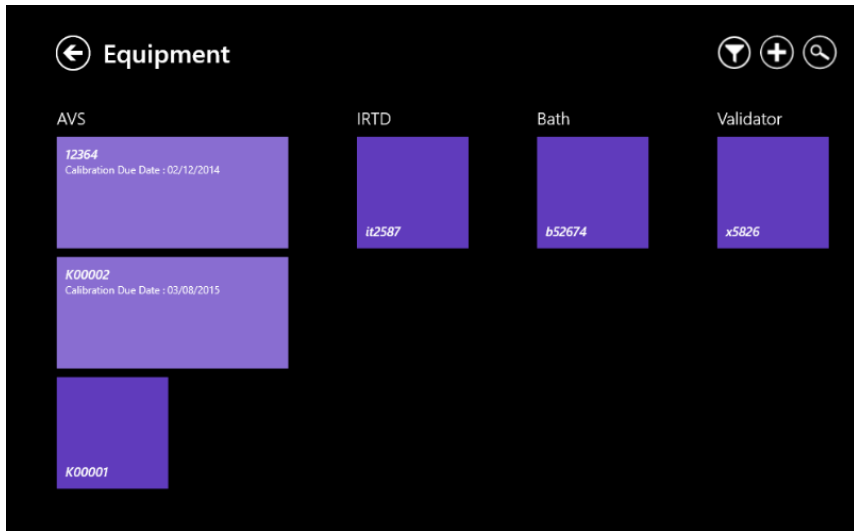 Equipment
AVS
12364
Calibration Due Date : 02/12/2014
K00002
Calibration Due Date : 03/08/2015
K00001
IRTD
it2587
Bath
b52674
Validator
x5826